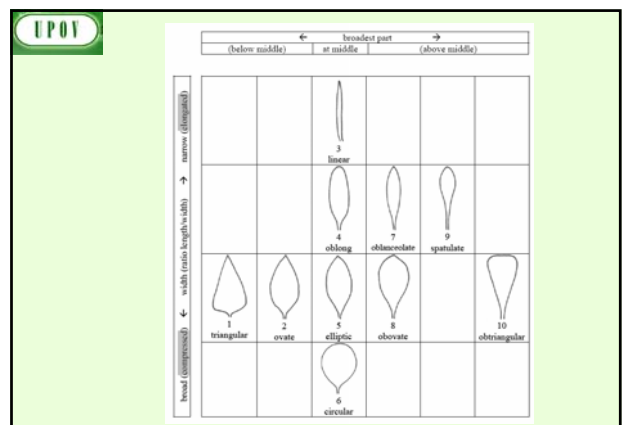 UPOV
← broadest part →
(below middle) at middle (above middle)
broad (compressed) ← width (ratio length/width) → narrow (elongated)
3
linear
4 7 9
oblong oblanceolate spatulate
1 2 5 8 10
triangular ovate elliptic obovate obtriangular
6
circular